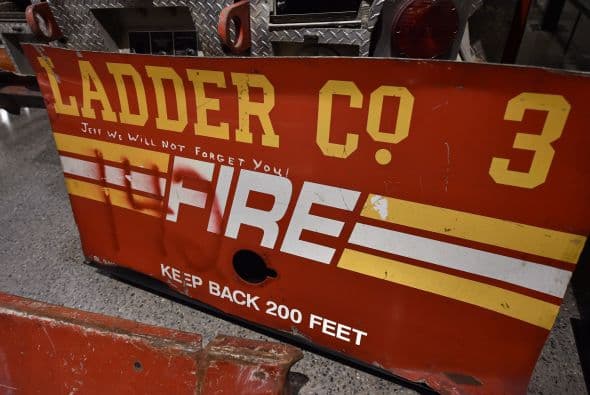 LADDER CO. 3
JEFF WE WILL NOT FORGET YOU!
FIRE
KEEP BACK 200 FEET